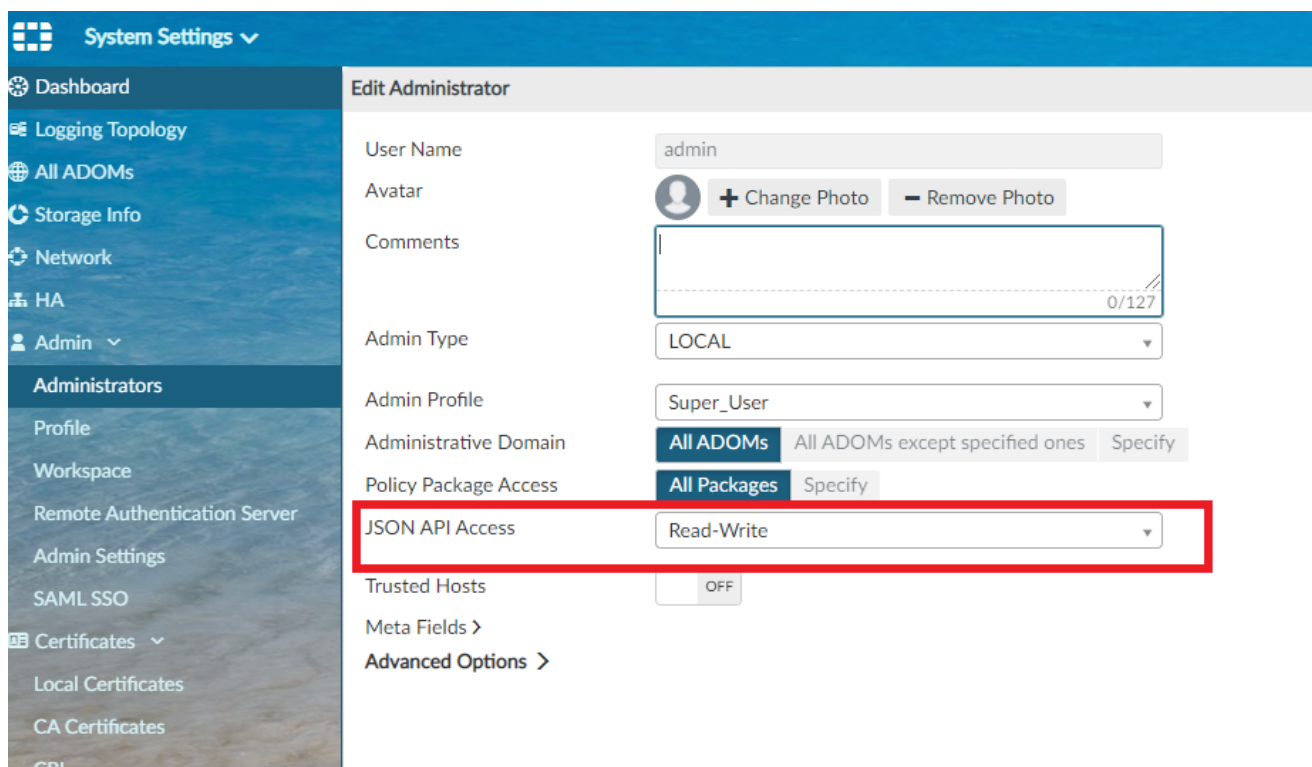 System Settings
Dashboard
Logging Topology
All ADOMs
Storage Info
Network
HA
Admin
Administrators
Profile
Workspace
Remote Authentication Server
Admin Settings
SAML SSO
Certificates
Local Certificates
CA Certificates
Edit Administrator
User Name admin
Avatar Change Photo Remove Photo
Comments
0/127
Admin Type LOCAL
Admin Profile Super_User
Administrative Domain All ADOMs All ADOMs except specified ones Specify
Policy Package Access All Packages Specify
JSON API Access Read-Write
Trusted Hosts OFF
Meta Fields
Advanced Options